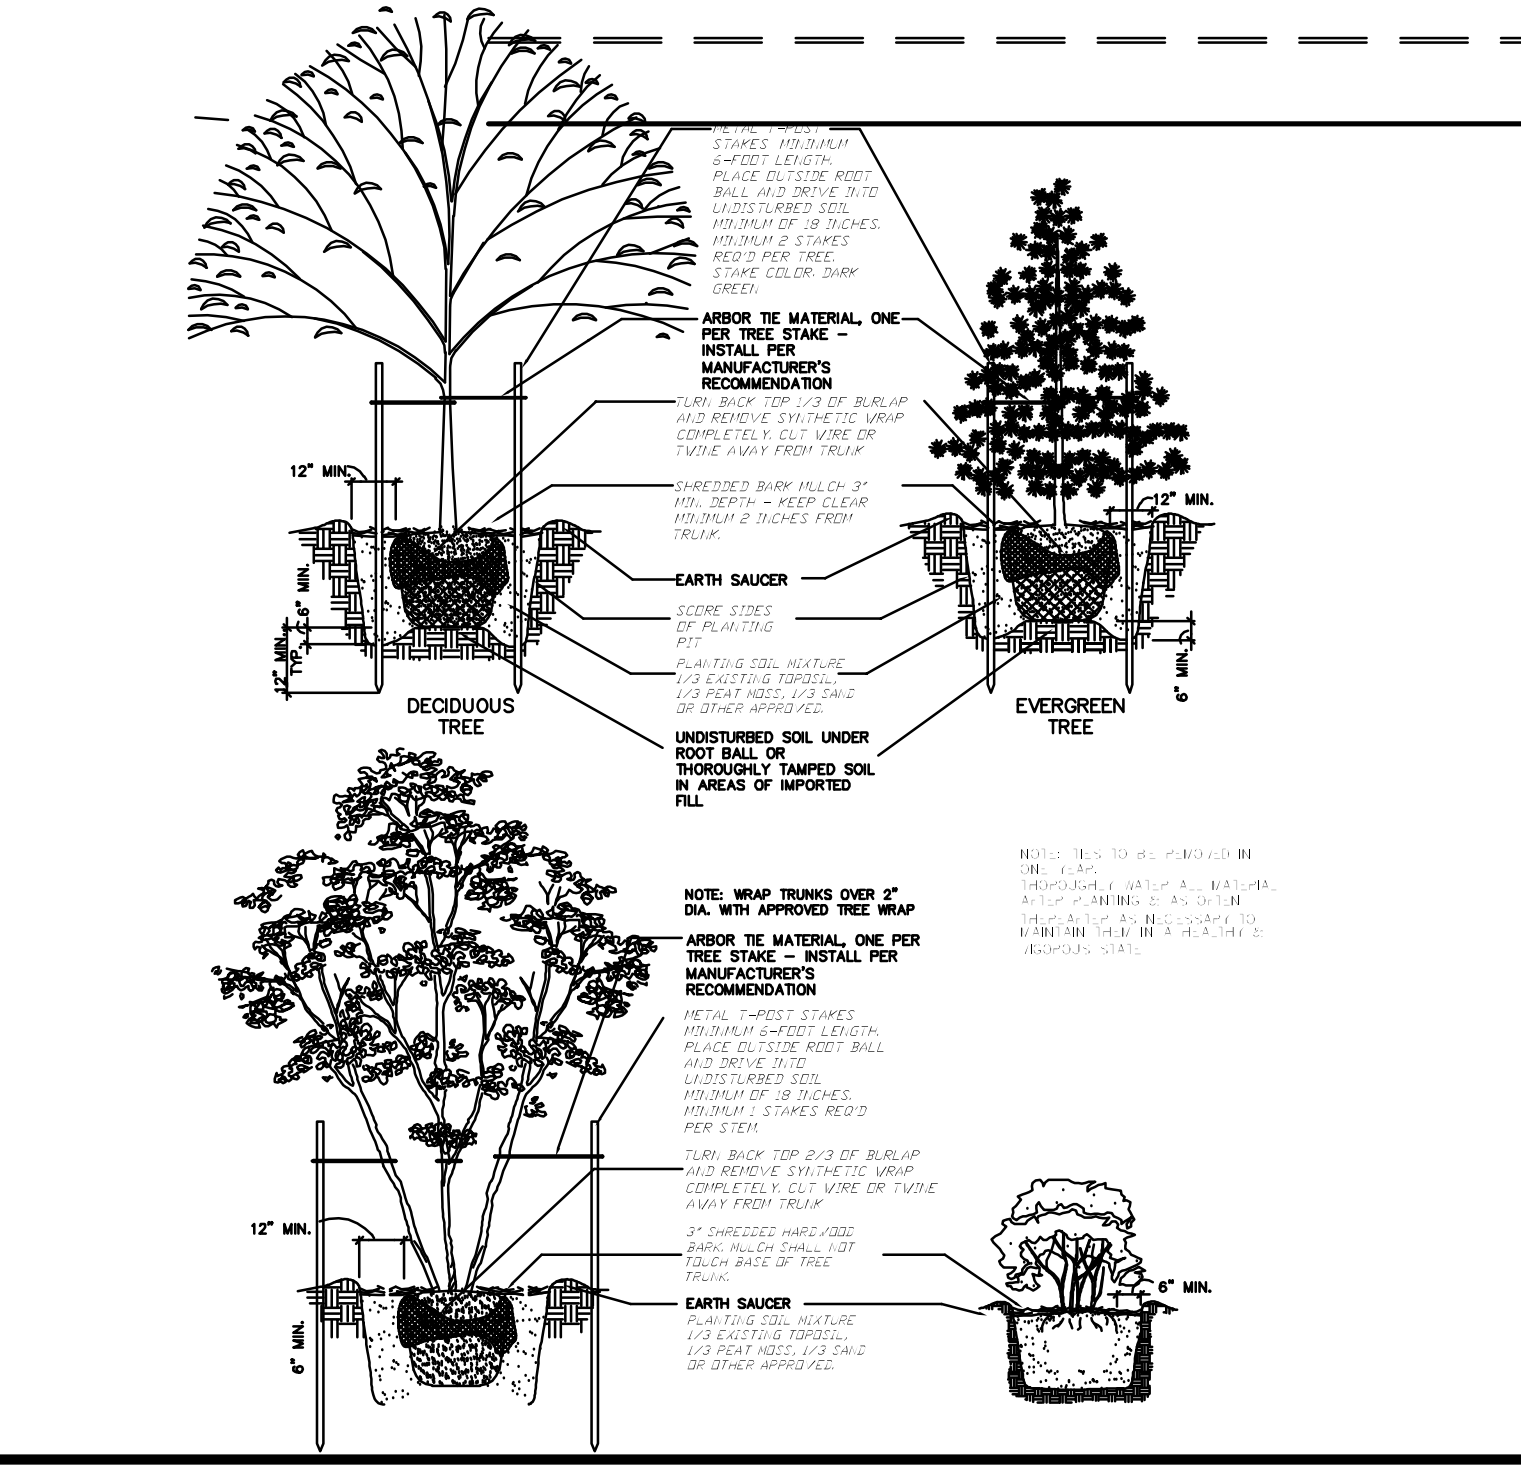 METAL T-POST
STAKES MININMUM
6-FOOT LENGTH.
PLACE OUTSIDE ROOT
BALL AND DRIVE INTO
UNDISTURBED SOIL
MINIMUM OF 18 INCHES.
MINIMUM 2 STAKES
REQ'D PER TREE.
STAKE COLOR: DARK
GREEN
ARBOR TIE MATERIAL, ONE
PER TREE STAKE -
INSTALL PER
MANUFACTURER'S
RECOMMENDATION
TURN BACK TOP 1/3 OF BURLAP
AND REMOVE SYNTHETIC WRAP
COMPLETELY. CUT WIRE OR
TWINE AWAY FROM TRUNK
12" MIN.
SHREDDED BARK MULCH 3"
MIN. DEPTH - KEEP CLEAR
MINIMUM 2 INCHES FROM
TRUNK.
12" MIN.
EARTH SAUCER
6" MIN.
SCORE SIDES
OF PLANTING
PIT
12" MIN.
TYP.
PLANTING SOIL MIXTURE
1/3 EXISTING TOPOSIL,
1/3 PEAT MOSS, 1/3 SAND
OR OTHER APPROVED.
6" MIN.
DECIDUOUS
TREE
EVERGREEN
TREE
UNDISTURBED SOIL UNDER
ROOT BALL OR
THOROUGHLY TAMPED SOIL
IN AREAS OF IMPORTED
FILL
NOTE: TIES TO BE REMOVED IN
ONE YEAR.
THOROUGHLY WATER ALL MATERIAL
AFTER PLANTING & AS OFTEN
THEREAFTER AS NECESSARY TO
MAINTAIN THEM IN A HEALTHY &
VIGOROUS STATE
NOTE: WRAP TRUNKS OVER 2"
DIA. WITH APPROVED TREE WRAP
ARBOR TIE MATERIAL, ONE PER
TREE STAKE - INSTALL PER
MANUFACTURER'S
RECOMMENDATION
METAL T-POST STAKES
MININMUM 6-FOOT LENGTH.
PLACE OUTSIDE ROOT BALL
AND DRIVE INTO
UNDISTURBED SOIL
MINIMUM OF 18 INCHES.
MINIMUM 1 STAKES REQ'D
PER STEM.
TURN BACK TOP 2/3 OF BURLAP
AND REMOVE SYNTHETIC WRAP
COMPLETELY. CUT WIRE OR TWINE
AWAY FROM TRUNK
12" MIN.
3" SHREDDED HARDWOOD
BARK. MULCH SHALL NOT
TOUCH BASE OF TREE
TRUNK.
6" MIN.
EARTH SAUCER
PLANTING SOIL MIXTURE
1/3 EXISTING TOPOSIL,
1/3 PEAT MOSS, 1/3 SAND
OR OTHER APPROVED.
6" MIN.